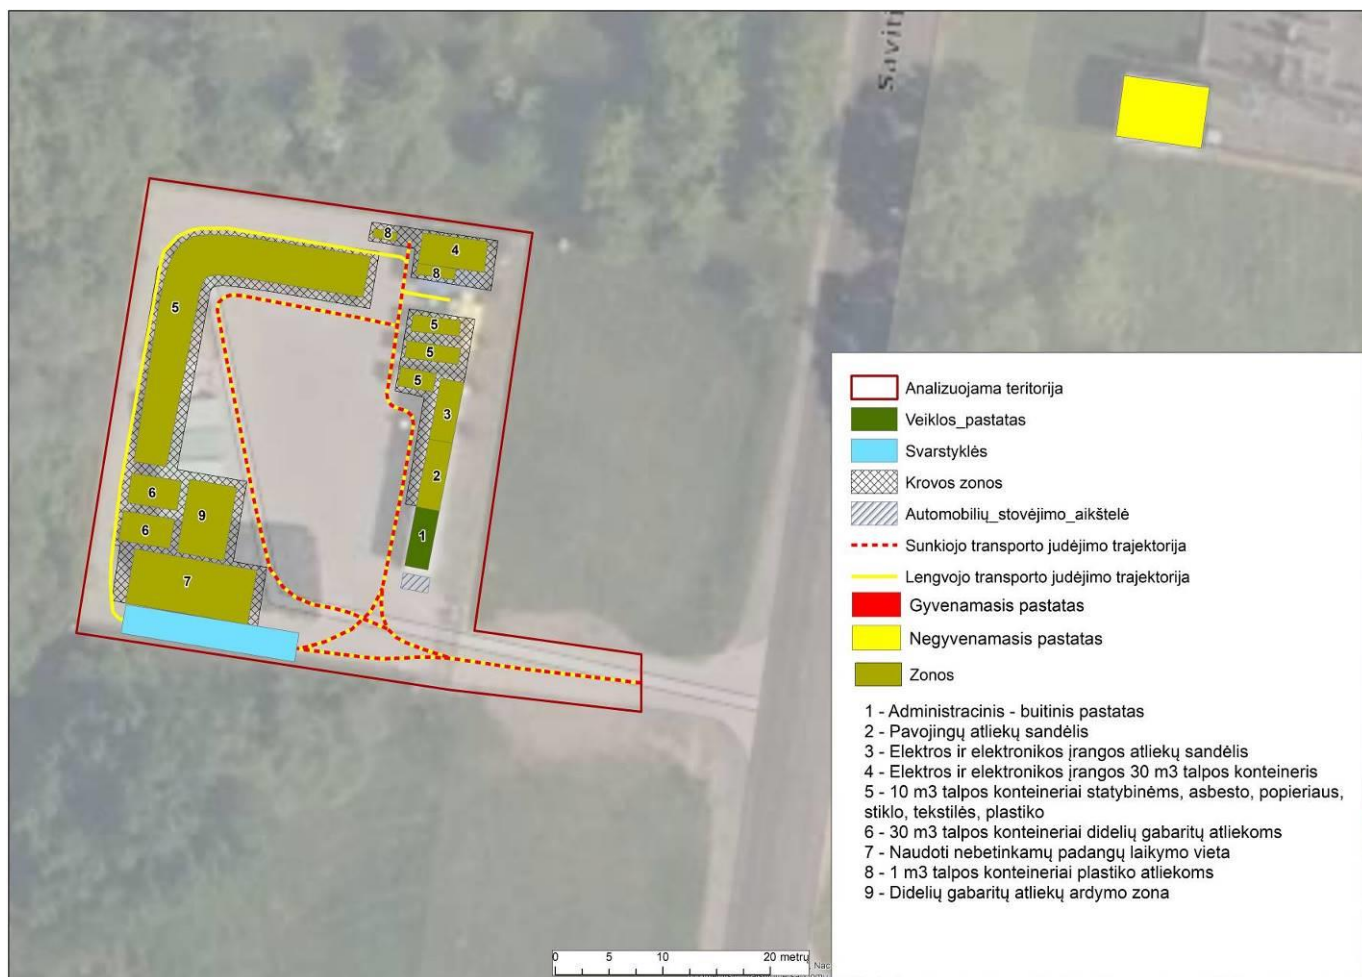 Saviti
8
4
8
5
5
5
5
3
2
6
9
6
1
7
Analizuojama teritorija
Veiklos_pastatas
Svarstyklės
Krovos zonos
Automobilių_stovėjimo_aikštelė
Sunkiojo transporto judėjimo trajektorija
Lengvojo transporto judėjimo trajektorija
Gyvenamasis pastatas
Negyvenamasis pastatas
Zonos
1 - Administracinis - buitinis pastatas
2 - Pavojingų atliekų sandėlis
3 - Elektros ir elektronikos įrangos atliekų sandėlis
4 - Elektros ir elektronikos įrangos 30 m3 talpos konteineris
5 - 10 m3 talpos konteineriai statybinėms, asbesto, popieriaus,
stiklo, tekstilės, plastiko
6 - 30 m3 talpos konteineriai didelių gabaritų atliekoms
7 - Naudoti nebetinkamų padangų laikymo vieta
8 - 1 m3 talpos konteineriai plastiko atliekoms
9 - Didelių gabaritų atliekų ardymo zona
0 5 10 20 metrų
Nac